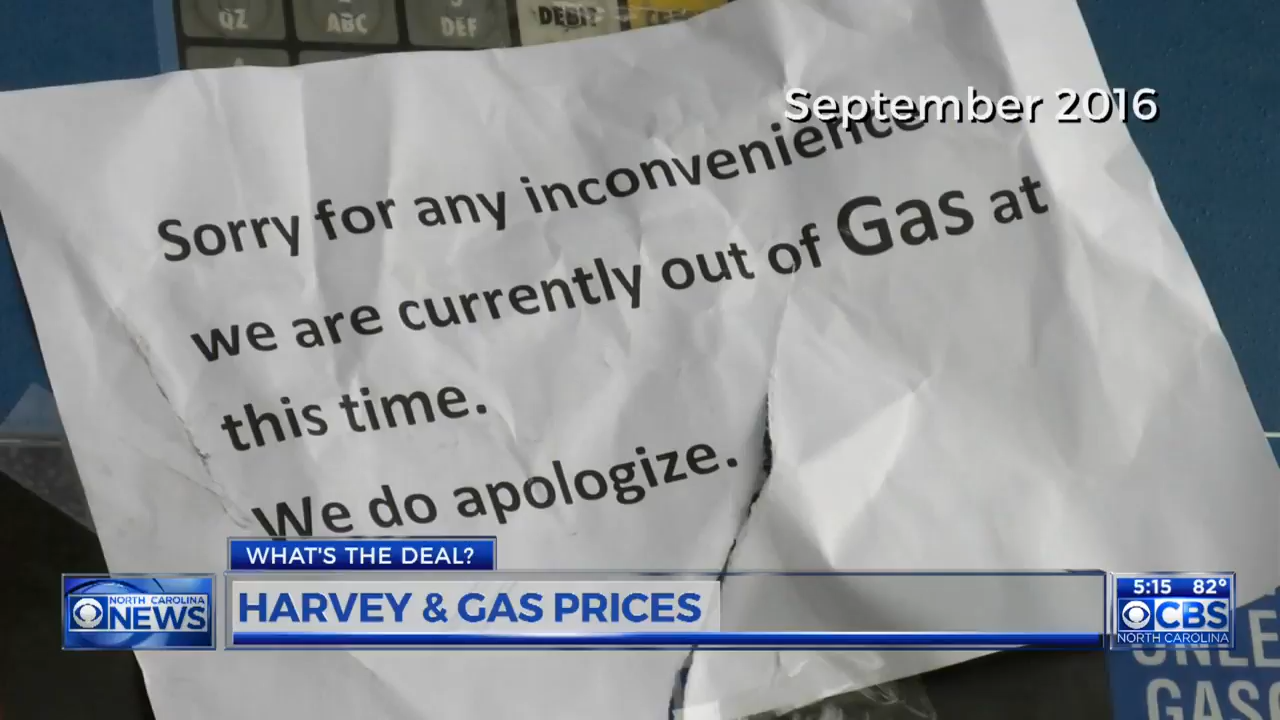 QZ ABC DEF DEBIT
September 2016
Sorry for any inconvenience
we are currently out of Gas at
this time.
We do apologize.
WHAT'S THE DEAL?
NORTH CAROLINA
NEWS
HARVEY & GAS PRICES
5:15 82°
CBS
NORTH CAROLINA